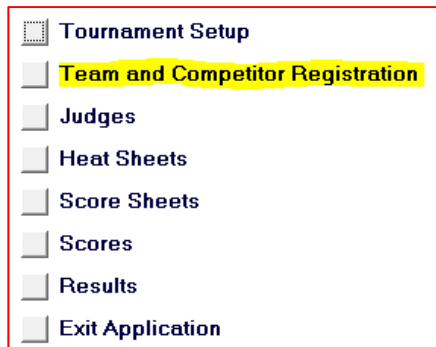 Tournament Setup
Team and Competitor Registration
Judges
Heat Sheets
Score Sheets
Scores
Results
Exit Application